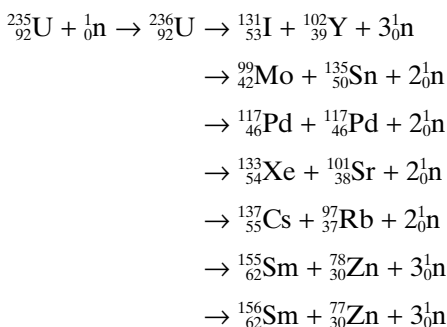 ²³⁵₉₂U + ¹₀n → ²³⁶₉₂U → ¹³¹₅₃I + ¹⁰²₃₉Y + 3¹₀n
→ ⁹⁹₄₂Mo + ¹³⁵₅₀Sn + 2¹₀n
→ ¹¹⁷₄₆Pd + ¹¹⁷₄₆Pd + 2¹₀n
→ ¹³³₅₄Xe + ¹⁰¹₃₈Sr + 2¹₀n
→ ¹³⁷₅₅Cs + ⁹⁷₃₇Rb + 2¹₀n
→ ¹⁵⁵₆₂Sm + ⁷⁸₃₀Zn + 3¹₀n
→ ¹⁵⁶₆₂Sm + ⁷⁷₃₀Zn + 3¹₀n